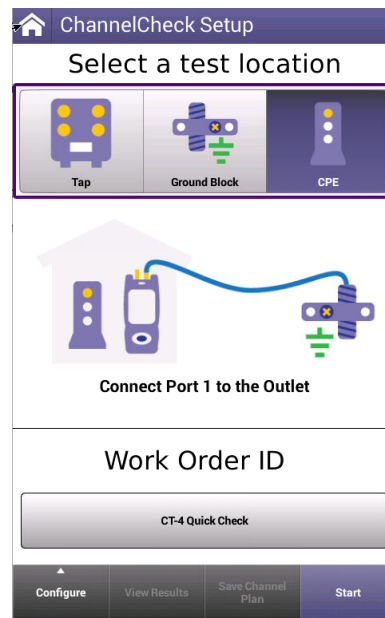 ChannelCheck Setup
Select a test location
Tap
Ground Block
CPE
Connect Port 1 to the Outlet
Work Order ID
CT-4 Quick Check
Configure
View Results
Save Channel
Plan
Start